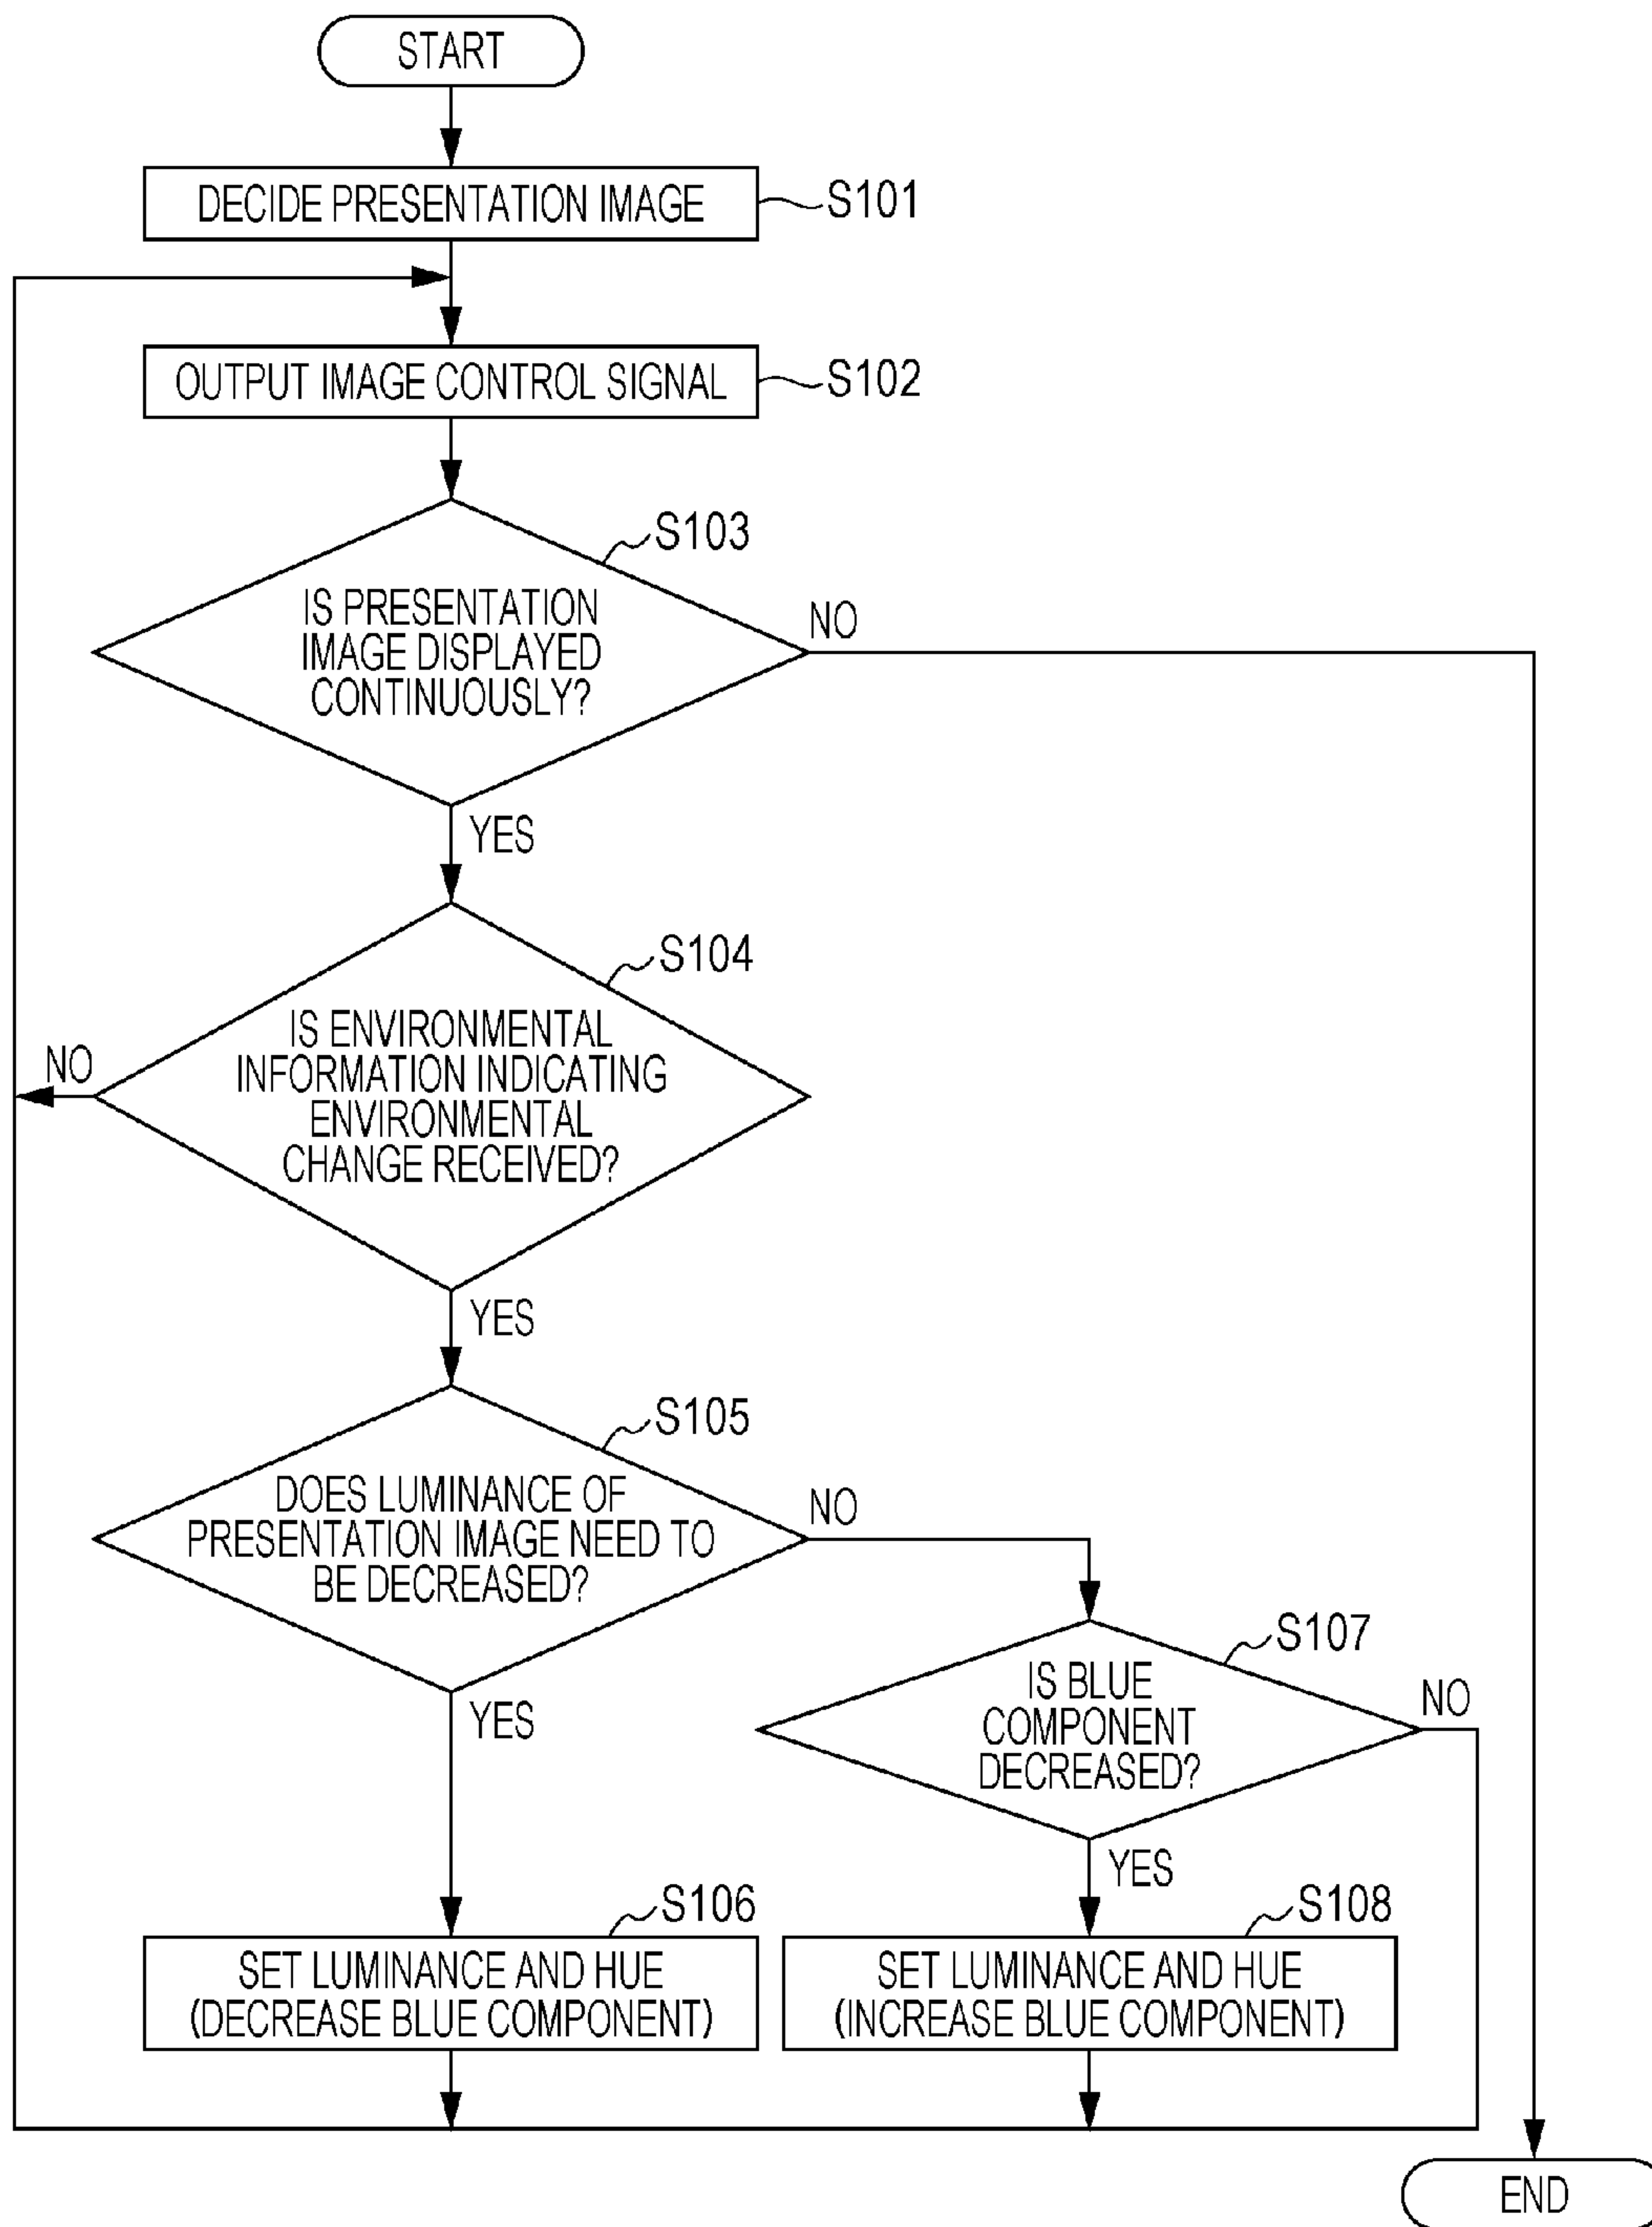 START
DECIDE PRESENTATION IMAGE
S101
OUTPUT IMAGE CONTROL SIGNAL
S102
S103
IS PRESENTATION
IMAGE DISPLAYED
CONTINUOUSLY?
NO
YES
S104
IS ENVIRONMENTAL
INFORMATION INDICATING
ENVIRONMENTAL
CHANGE RECEIVED?
NO
YES
S105
DOES LUMINANCE OF
PRESENTATION IMAGE NEED TO
BE DECREASED?
NO
YES
S107
IS BLUE
COMPONENT
DECREASED?
NO
YES
S106
SET LUMINANCE AND HUE
(DECREASE BLUE COMPONENT)
S108
SET LUMINANCE AND HUE
(INCREASE BLUE COMPONENT)
END